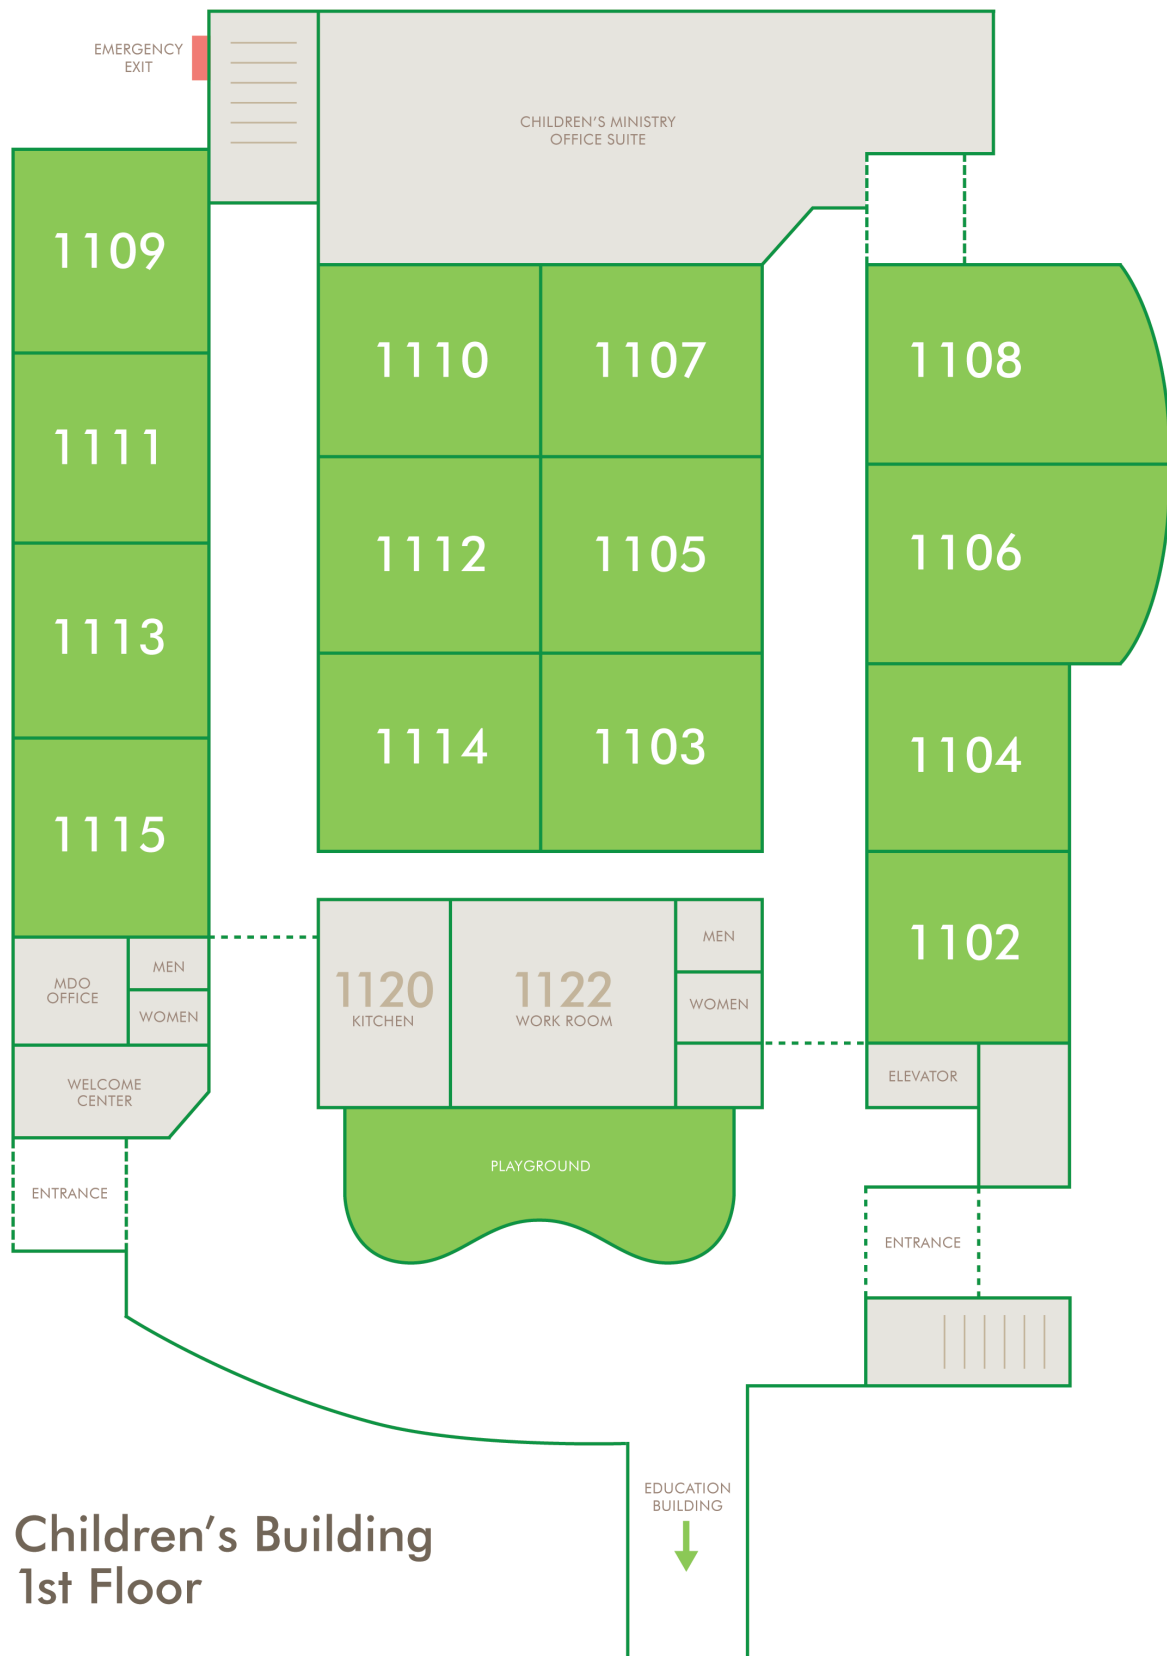 EMERGENCY
EXIT
CHILDREN'S MINISTRY
OFFICE SUITE
1109
1110
1107
1108
1111
1112
1105
1106
1113
1114
1103
1104
1115
1102
MDO
OFFICE
MEN
WOMEN
1120
KITCHEN
1122
WORK ROOM
MEN
WOMEN
WELCOME
CENTER
ELEVATOR
PLAYGROUND
ENTRANCE
ENTRANCE
EDUCATION
BUILDING
Children's Building
1st Floor